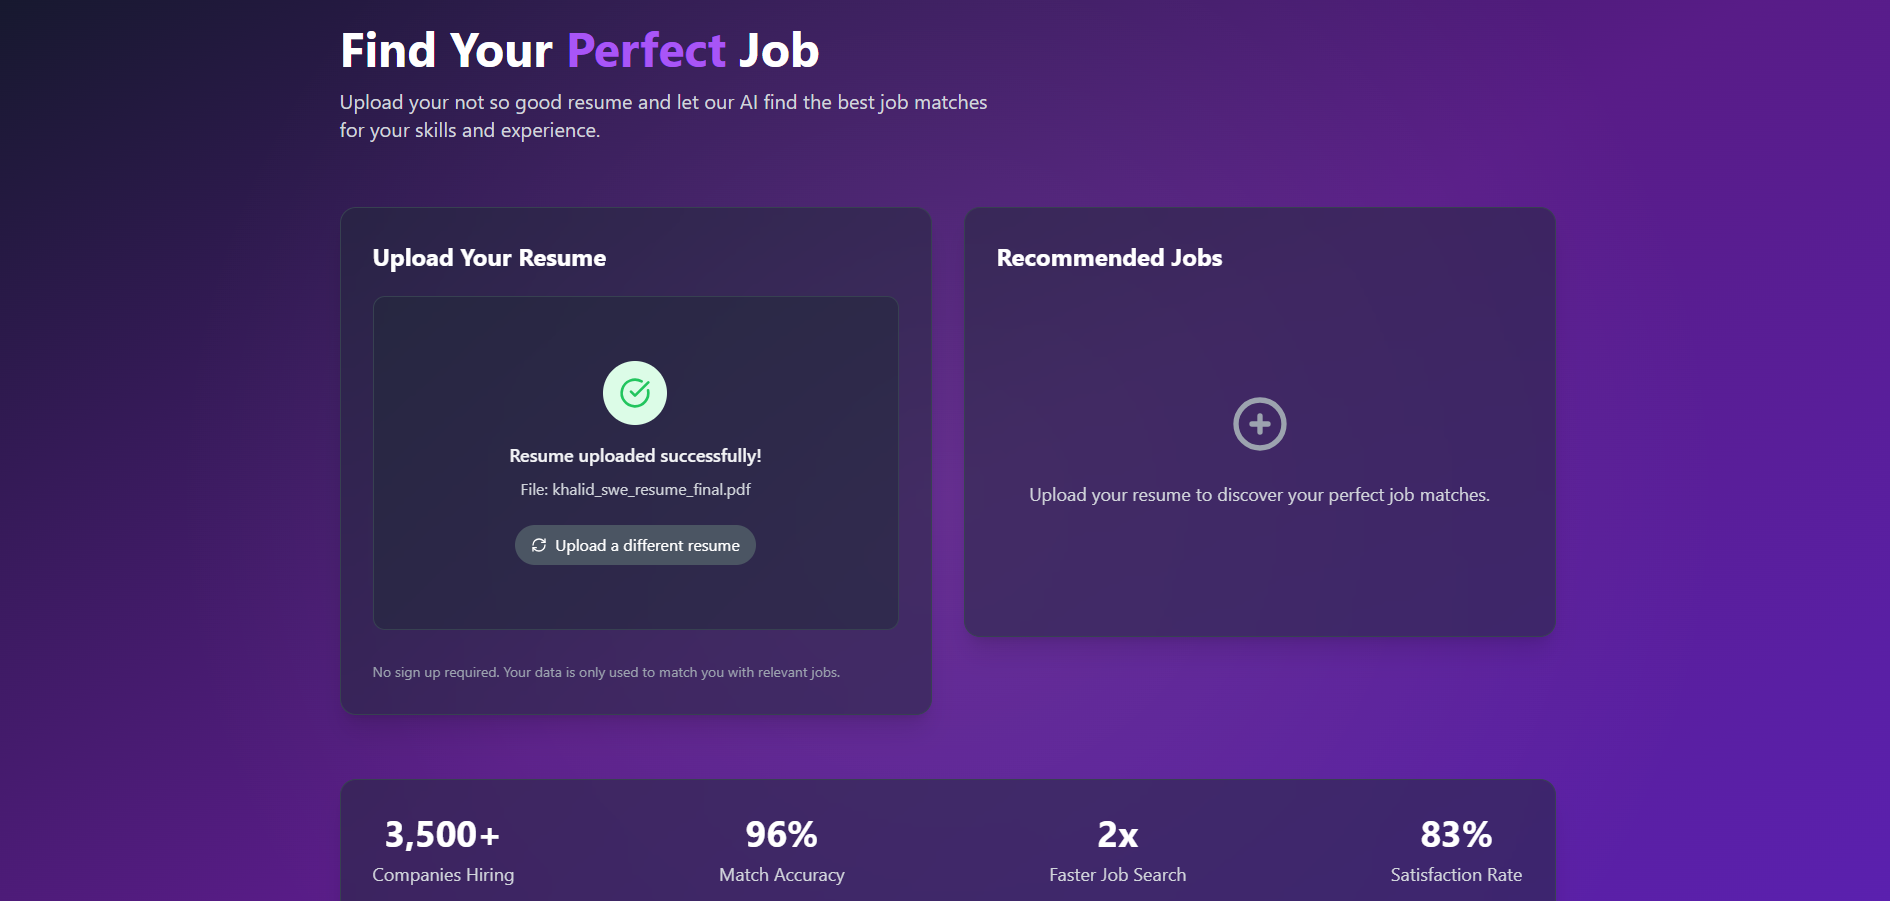 Find Your Perfect Job
Upload your not so good resume and let our AI find the best job matches
for your skills and experience.
Upload Your Resume
Resume uploaded successfully!
File: khalid_swe_resume_final.pdf
Upload a different resume
No sign up required. Your data is only used to match you with relevant jobs.
Recommended Jobs
Upload your resume to discover your perfect job matches.
3,500+
Companies Hiring
96%
Match Accuracy
2x
Faster Job Search
83%
Satisfaction Rate